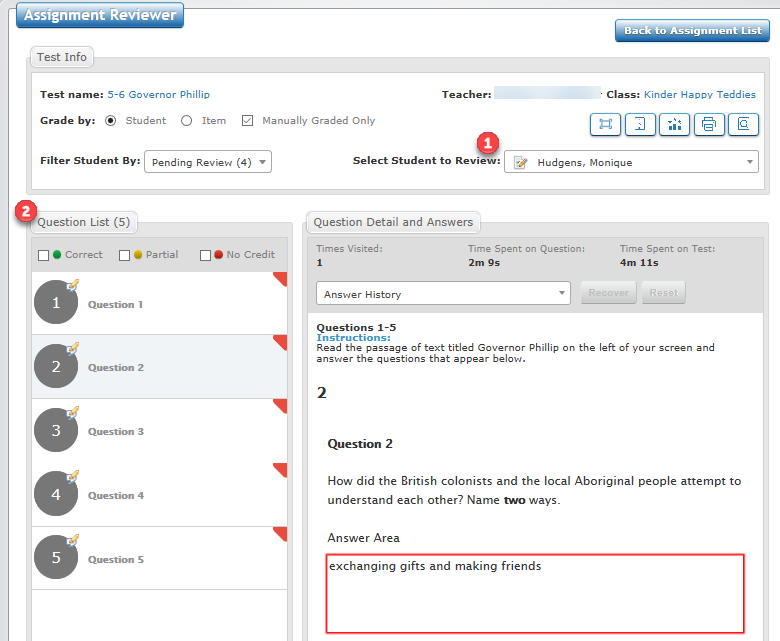 Assignment Reviewer
Back to Assignment List
Test Info
Test name: 5-6 Governor Phillip
Teacher:
Class: Kinder Happy Teddies
Grade by: Student Item Manually Graded Only
1
Filter Student By: Pending Review (4)
Select Student to Review: Hudgens, Monique
2
Question List (5)
Correct Partial No Credit
1 Question 1
2 Question 2
3 Question 3
4 Question 4
5 Question 5
Question Detail and Answers
Times Visited: Time Spent on Question: Time Spent on Test:
1 2m 9s 4m 11s
Answer History Recover Reset
Questions 1-5
Instructions:
Read the passage of text titled Governor Phillip on the left of your screen and
answer the questions that appear below.
2
Question 2
How did the British colonists and the local Aboriginal people attempt to
understand each other? Name two ways.
Answer Area
exchanging gifts and making friends